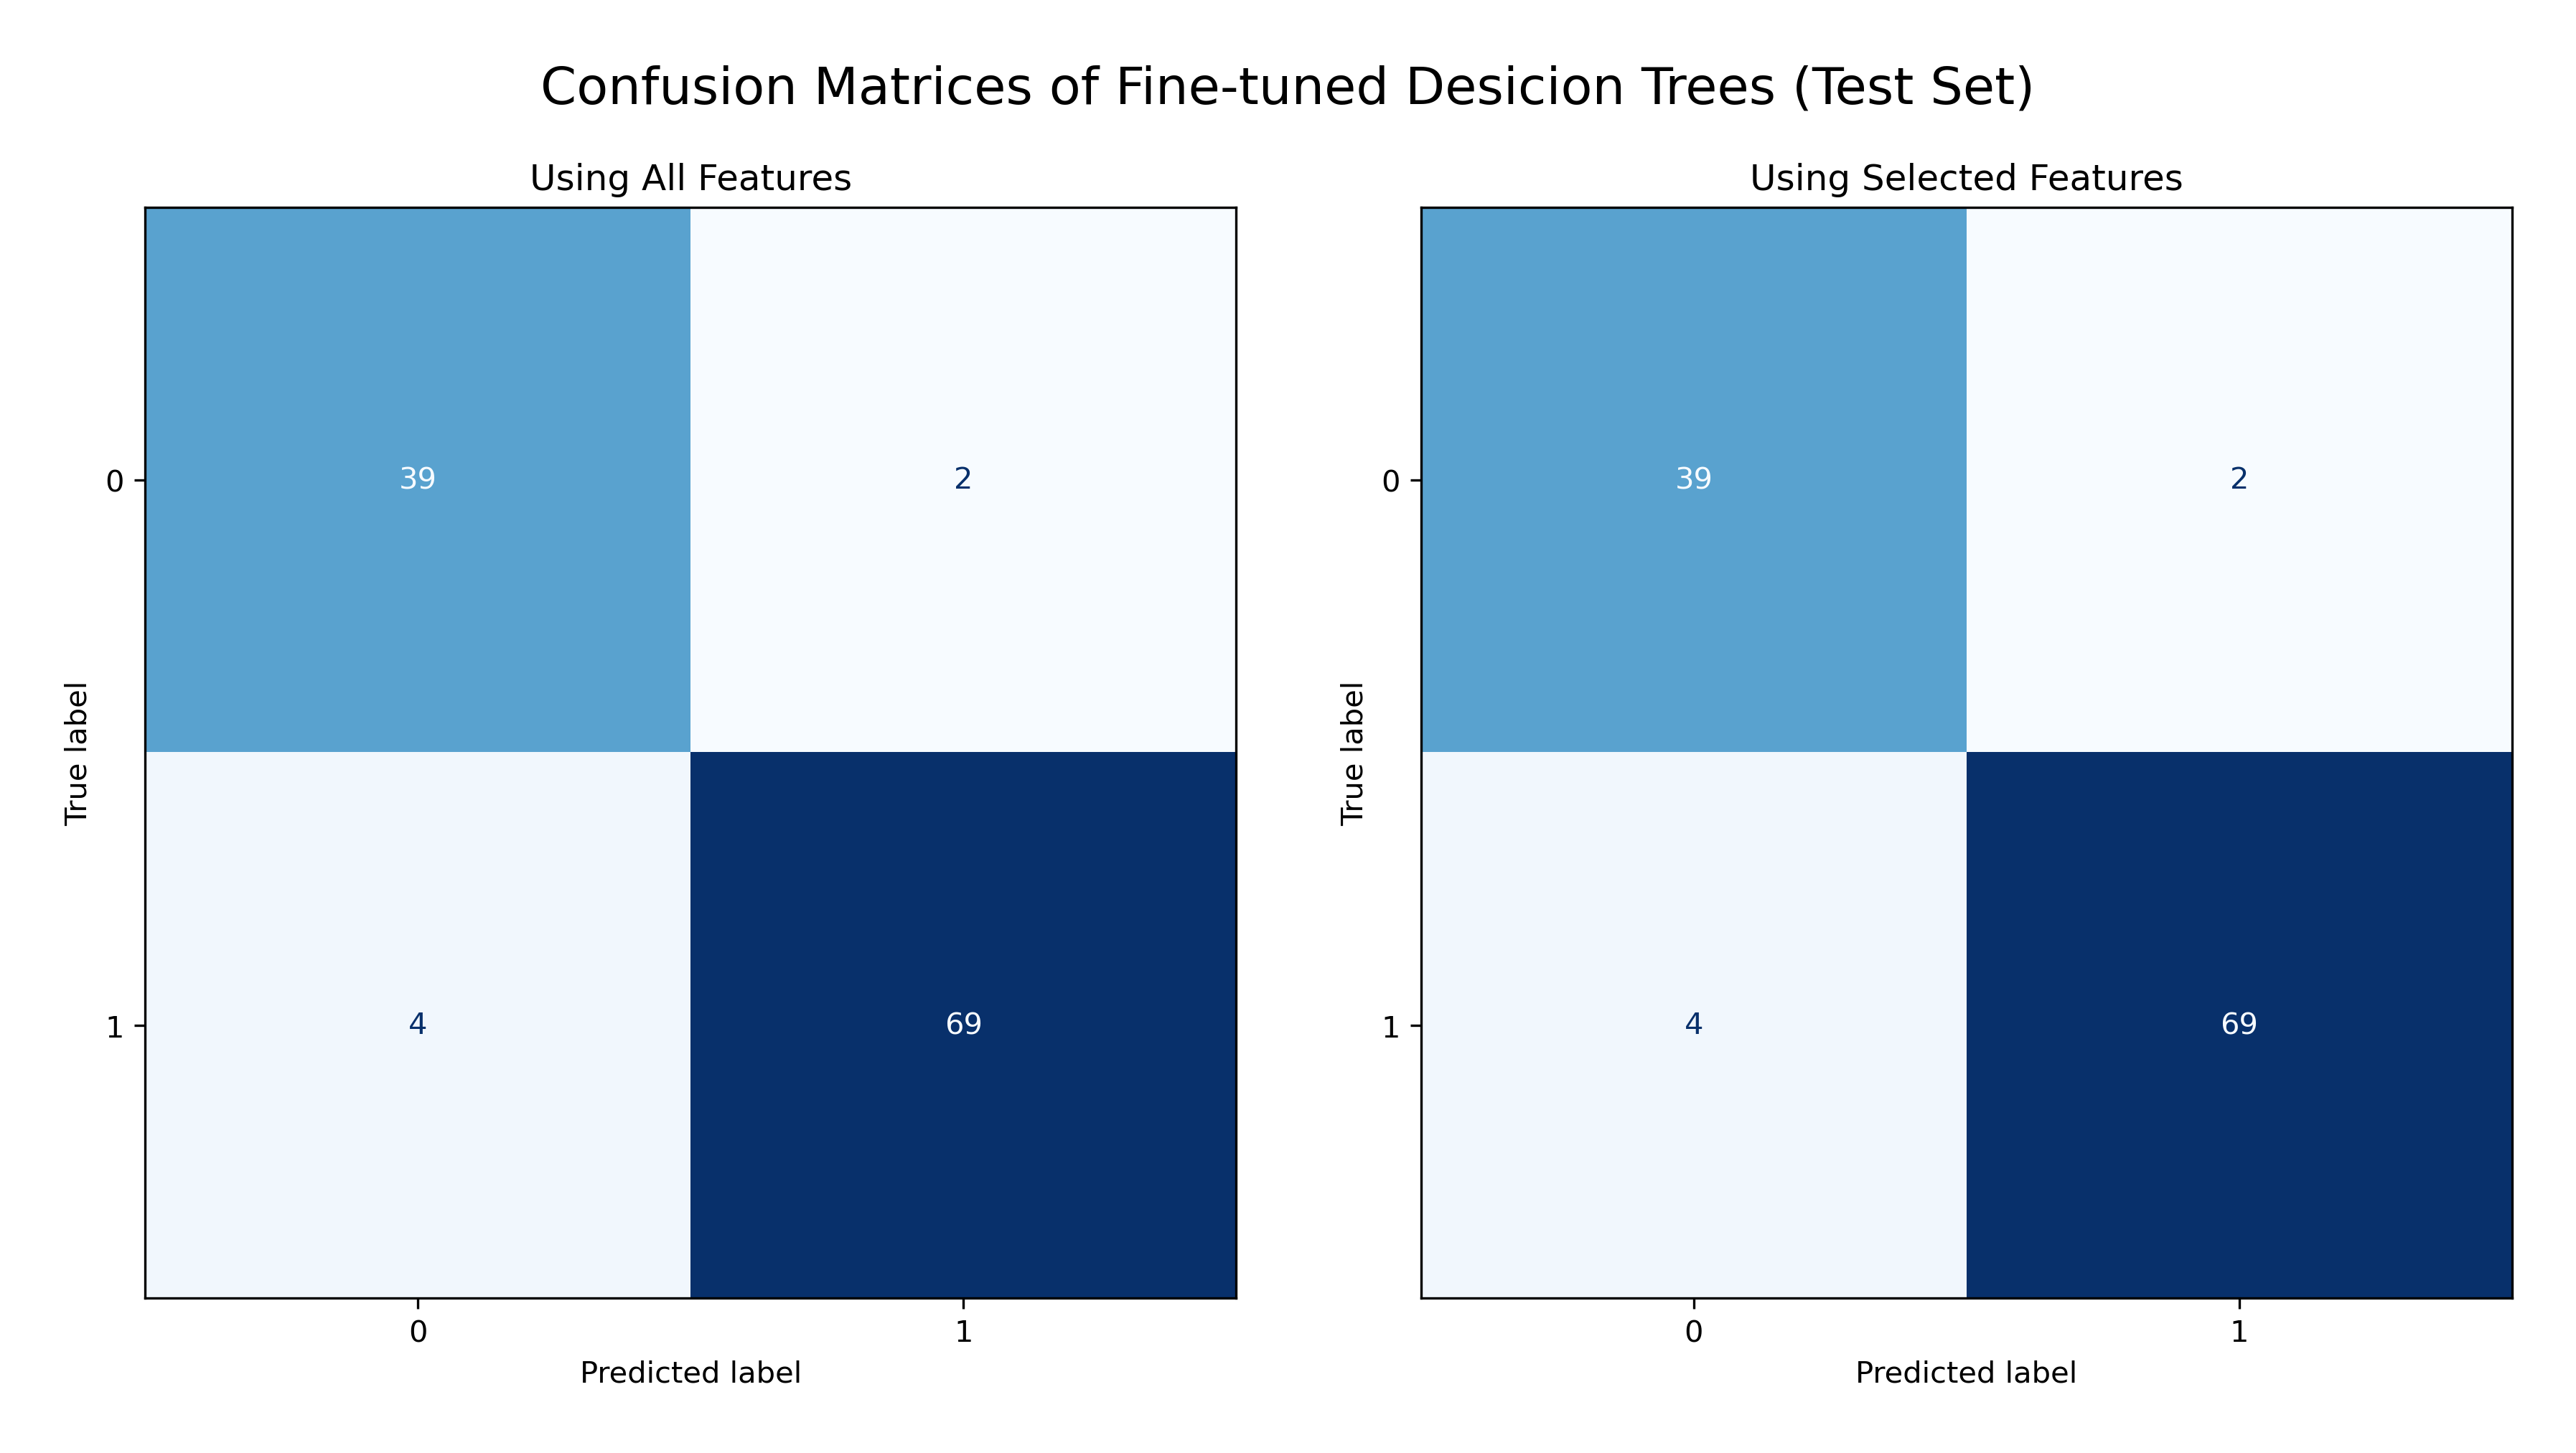 Confusion Matrices of Fine-tuned Desicion Trees (Test Set)
Using All Features
True label
0
39
2
1
4
69
0
1
Predicted label
Using Selected Features
True label
0
39
2
1
4
69
0
1
Predicted label